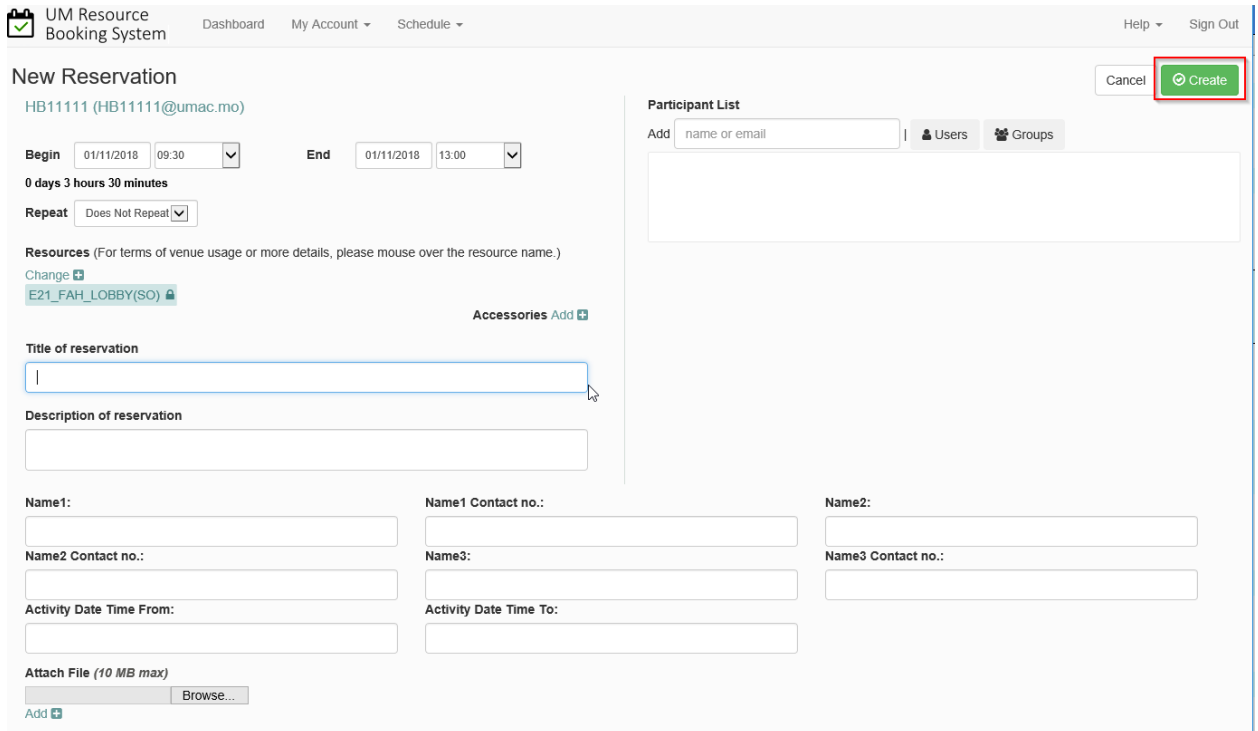 UM Resource
Booking System
Dashboard My Account Schedule Help Sign Out
New Reservation
Cancel Create
HB11111 (HB11111@umac.mo)
Begin 01/11/2018 09:30 End 01/11/2018 13:00
0 days 3 hours 30 minutes
Repeat Does Not Repeat
Resources (For terms of venue usage or more details, please mouse over the resource name.)
Change
E21_FAH_LOBBY(SO)
Accessories Add
Title of reservation
Description of reservation
Participant List
Add name or email | Users Groups
Name1: Name1 Contact no.: Name2:
Name2 Contact no.: Name3: Name3 Contact no.:
Activity Date Time From: Activity Date Time To:
Attach File (10 MB max)
Browse...
Add